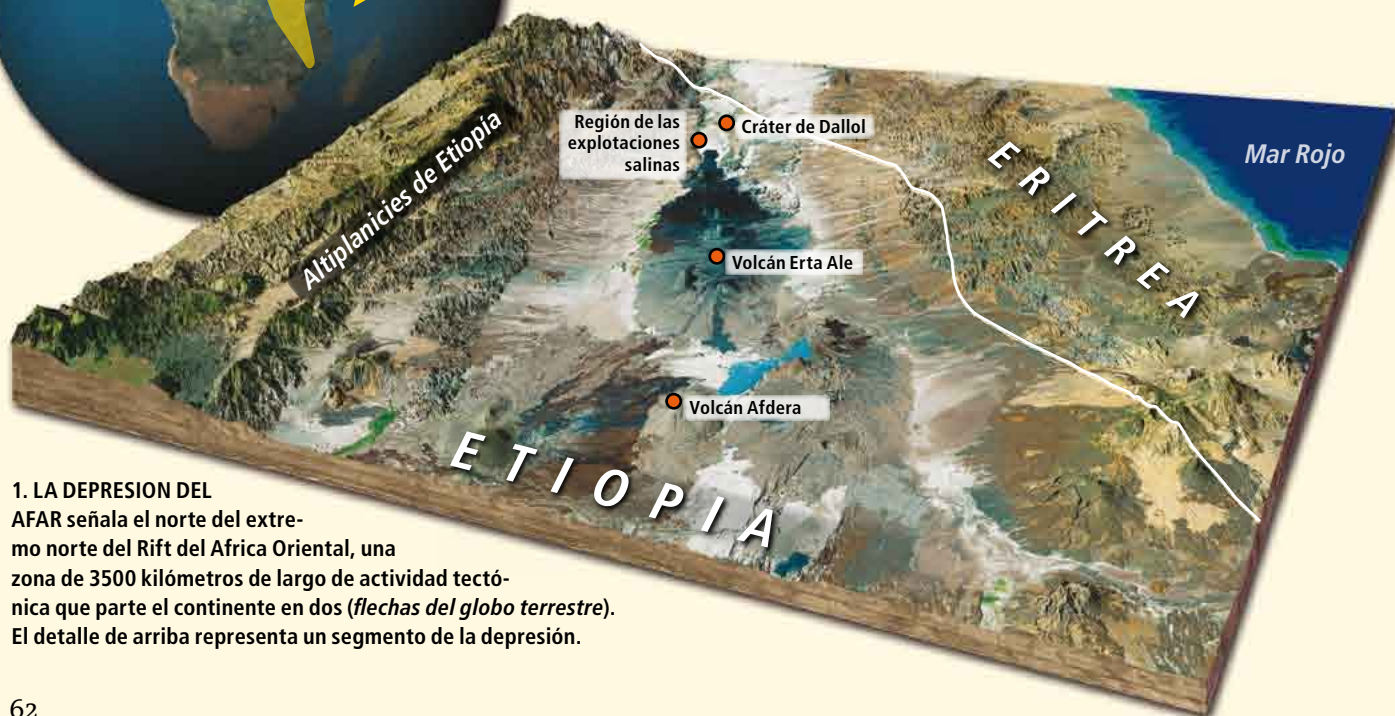 Región de las
explotaciones
salinas
Cráter de Dallol
Altiplanicies de Etiopía
ERITREA
Mar Rojo
Volcán Erta Ale
Volcán Afdera
ETIOPIA
1. LA DEPRESION DEL
AFAR señala el norte del extre-
mo norte del Rift del Africa Oriental, una
zona de 3500 kilómetros de largo de actividad tectó-
nica que parte el continente en dos (flechas del globo terrestre).
El detalle de arriba representa un segmento de la depresión.
62